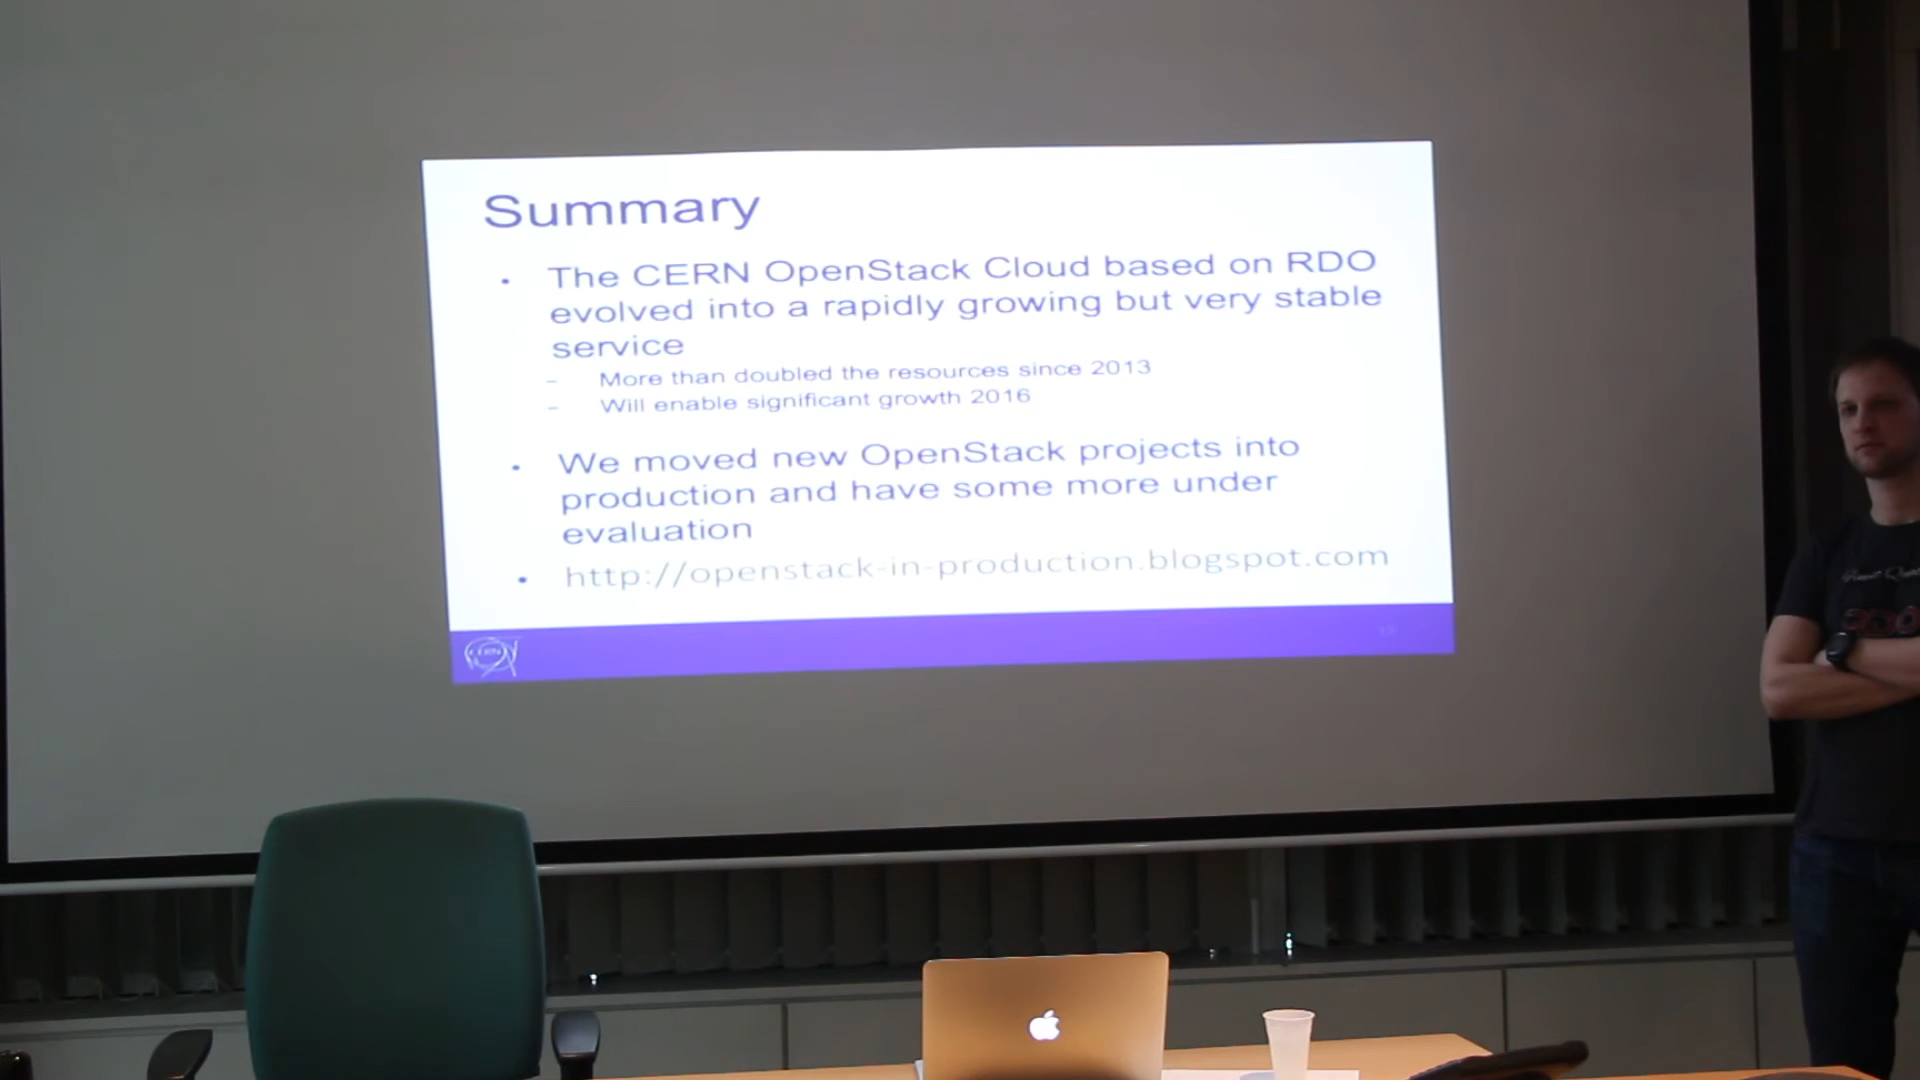 Summary
• The CERN OpenStack Cloud based on RDO
evolved into a rapidly growing but very stable
service
– More than doubled the resources since 2013
– Will enable significant growth 2016
• We moved new OpenStack projects into
production and have some more under
evaluation
• http://openstack-in-production.blogspot.com
CERN